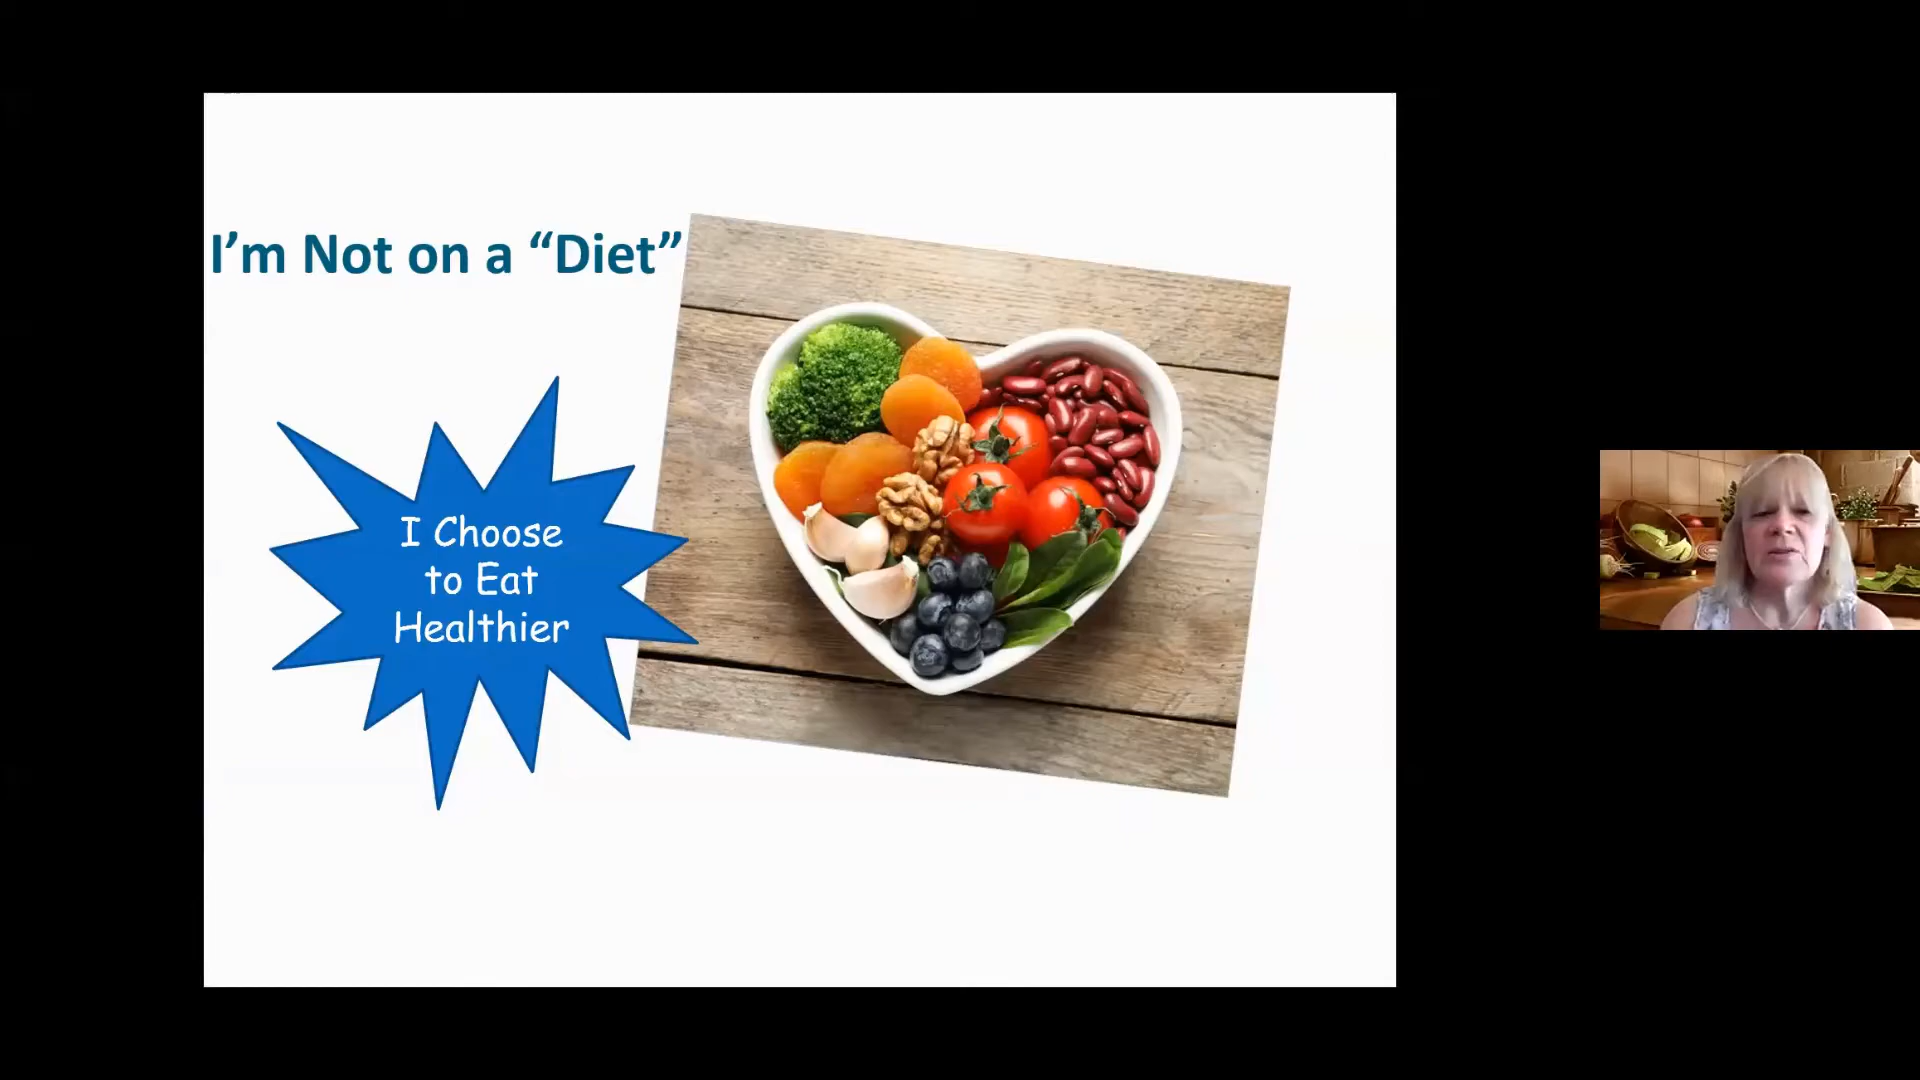 I’m Not on a “Diet”
I Choose
to Eat
Healthier